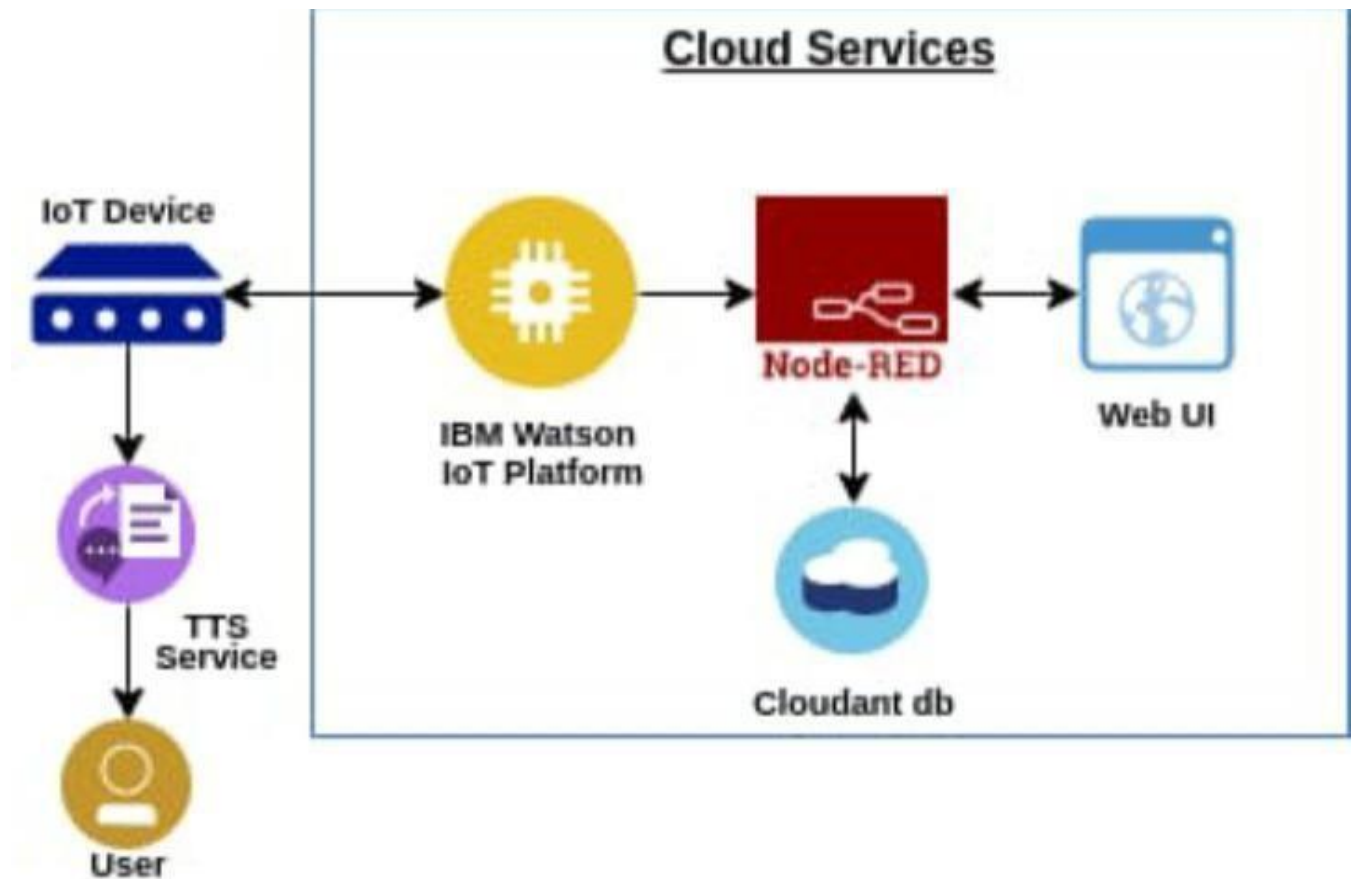 Cloud Services
IoT Device
Node-RED
Web UI
IBM Watson
IoT Platform
TTS
Service
Cloudant db
User